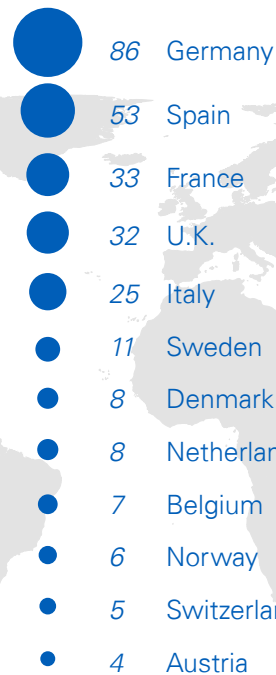 86 Germany
53 Spain
33 France
32 U.K.
25 Italy
11 Sweden
8 Denmark
8 Netherlan
7 Belgium
6 Norway
5 Switzerla
4 Austria